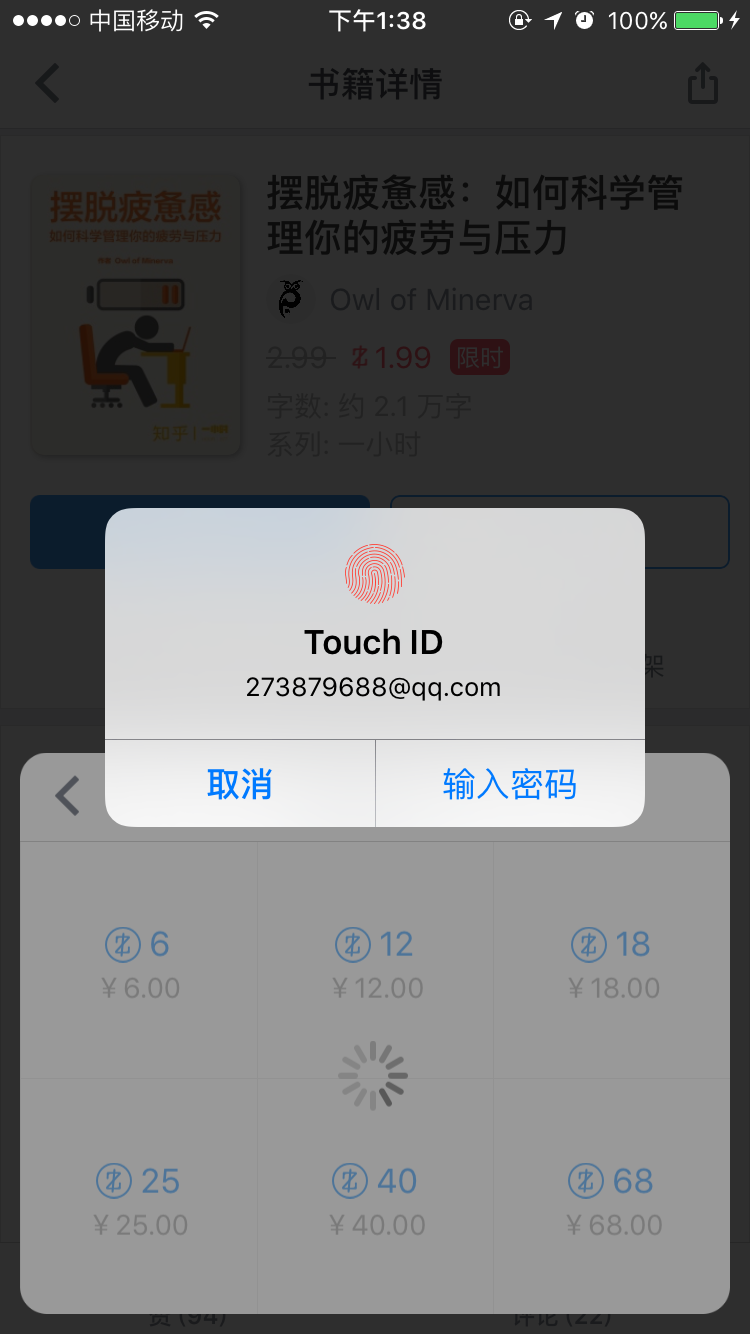 中国移动
下午1:38
100%
书籍详情
摆脱疲惫感
如何科学管理你的疲劳与压力
Owl of Minerva
知乎
摆脱疲惫感：如何科学管
理你的疲劳与压力
Owl of Minerva
2.99 1.99 限时
字数: 约 2.1 万字
系列: 一小时
架
Touch ID
273879688@qq.com
取消
输入密码
6
12
18
¥ 6.00
¥ 12.00
¥ 18.00
25
40
68
¥ 25.00
¥ 40.00
¥ 68.00
赞 (94)
评论 (22)